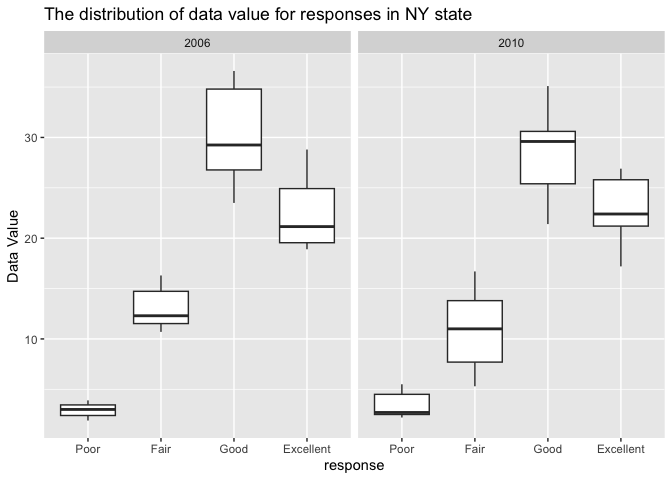 The distribution of data value for responses in NY state
2006
2010
30
20
10
Data Value
Poor Fair Good Excellent
Poor Fair Good Excellent
response